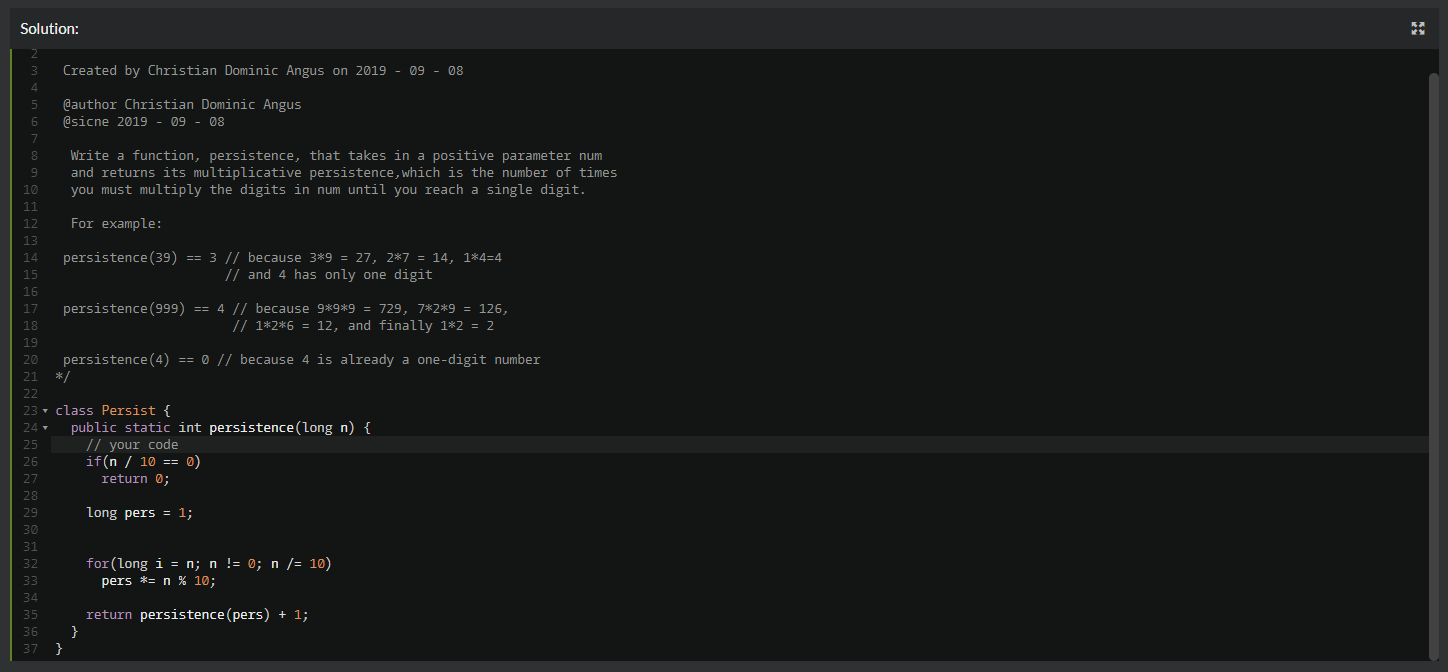 Solution:
2
3 Created by Christian Dominic Angus on 2019 - 09 - 08
4
5 @author Christian Dominic Angus
6 @sicne 2019 - 09 - 08
7
8 Write a function, persistence, that takes in a positive parameter num
9 and returns its multiplicative persistence,which is the number of times
10 you must multiply the digits in num until you reach a single digit.
11
12 For example:
13
14 persistence(39) == 3 // because 3*9 = 27, 2*7 = 14, 1*4=4
15 // and 4 has only one digit
16
17 persistence(999) == 4 // because 9*9*9 = 729, 7*2*9 = 126,
18 // 1*2*6 = 12, and finally 1*2 = 2
19
20 persistence(4) == 0 // because 4 is already a one-digit number
21 */
22
23 class Persist {
24 public static int persistence(long n) {
25 // your code
26 if(n / 10 == 0)
27 return 0;
28
29 long pers = 1;
30
31
32 for(long i = n; n != 0; n /= 10)
33 pers *= n % 10;
34
35 return persistence(pers) + 1;
36 }
37 }